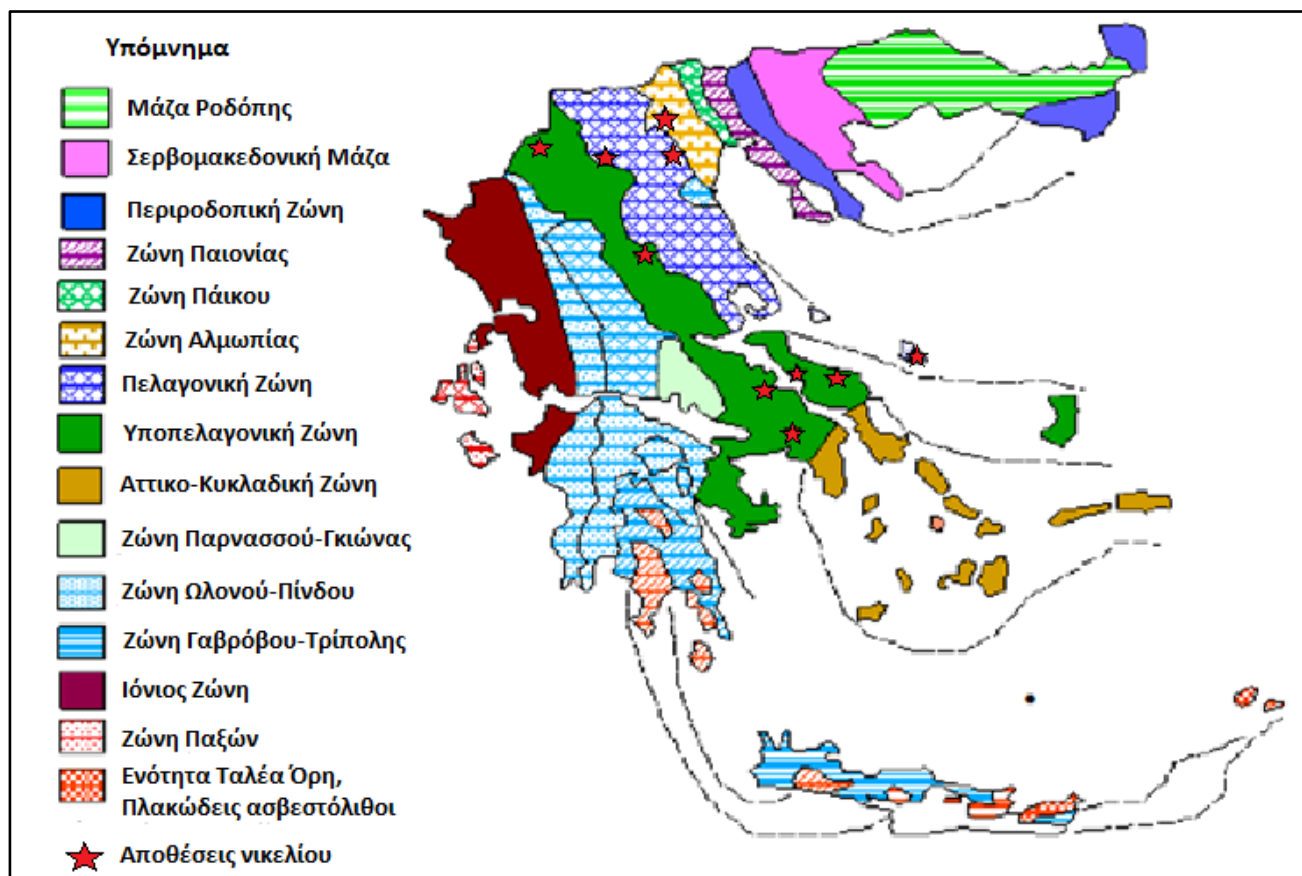 Υπόμνημα
Μάζα Ροδόπης
Σερβομακεδονική Μάζα
Περιροδοπική Ζώνη
Ζώνη Παιονίας
Ζώνη Πάικου
Ζώνη Αλμωπίας
Πελαγονική Ζώνη
Υποπελαγονική Ζώνη
Αττικο-Κυκλαδική Ζώνη
Ζώνη Παρνασσού-Γκιώνας
Ζώνη Ωλονού-Πίνδου
Ζώνη Γαβρόβου-Τρίπολης
Ιόνιος Ζώνη
Ζώνη Παξών
Ενότητα Ταλέα Όρη,
Πλακώδεις ασβεστόλιθοι
Αποθέσεις νικελίου